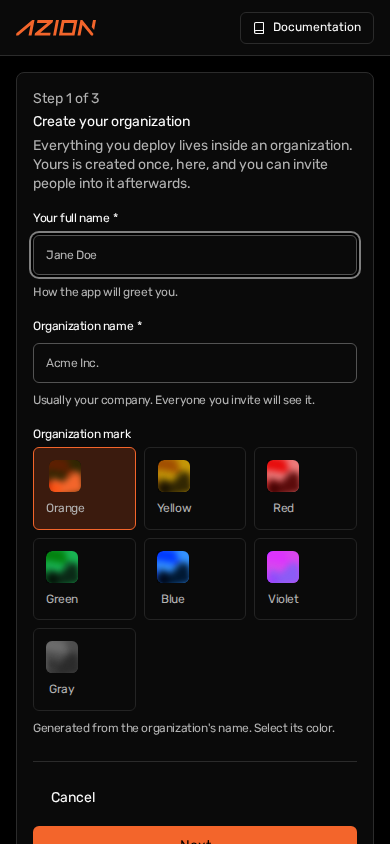 AZION
Documentation
Step 1 of 3
Create your organization
Everything you deploy lives inside an organization.
Yours is created once, here, and you can invite
people into it afterwards.
Your full name *
Jane Doe
How the app will greet you.
Organization name *
Acme Inc.
Usually your company. Everyone you invite will see it.
Organization mark
Orange
Yellow
Red
Green
Blue
Violet
Gray
Generated from the organization's name. Select its color.
Cancel
Next